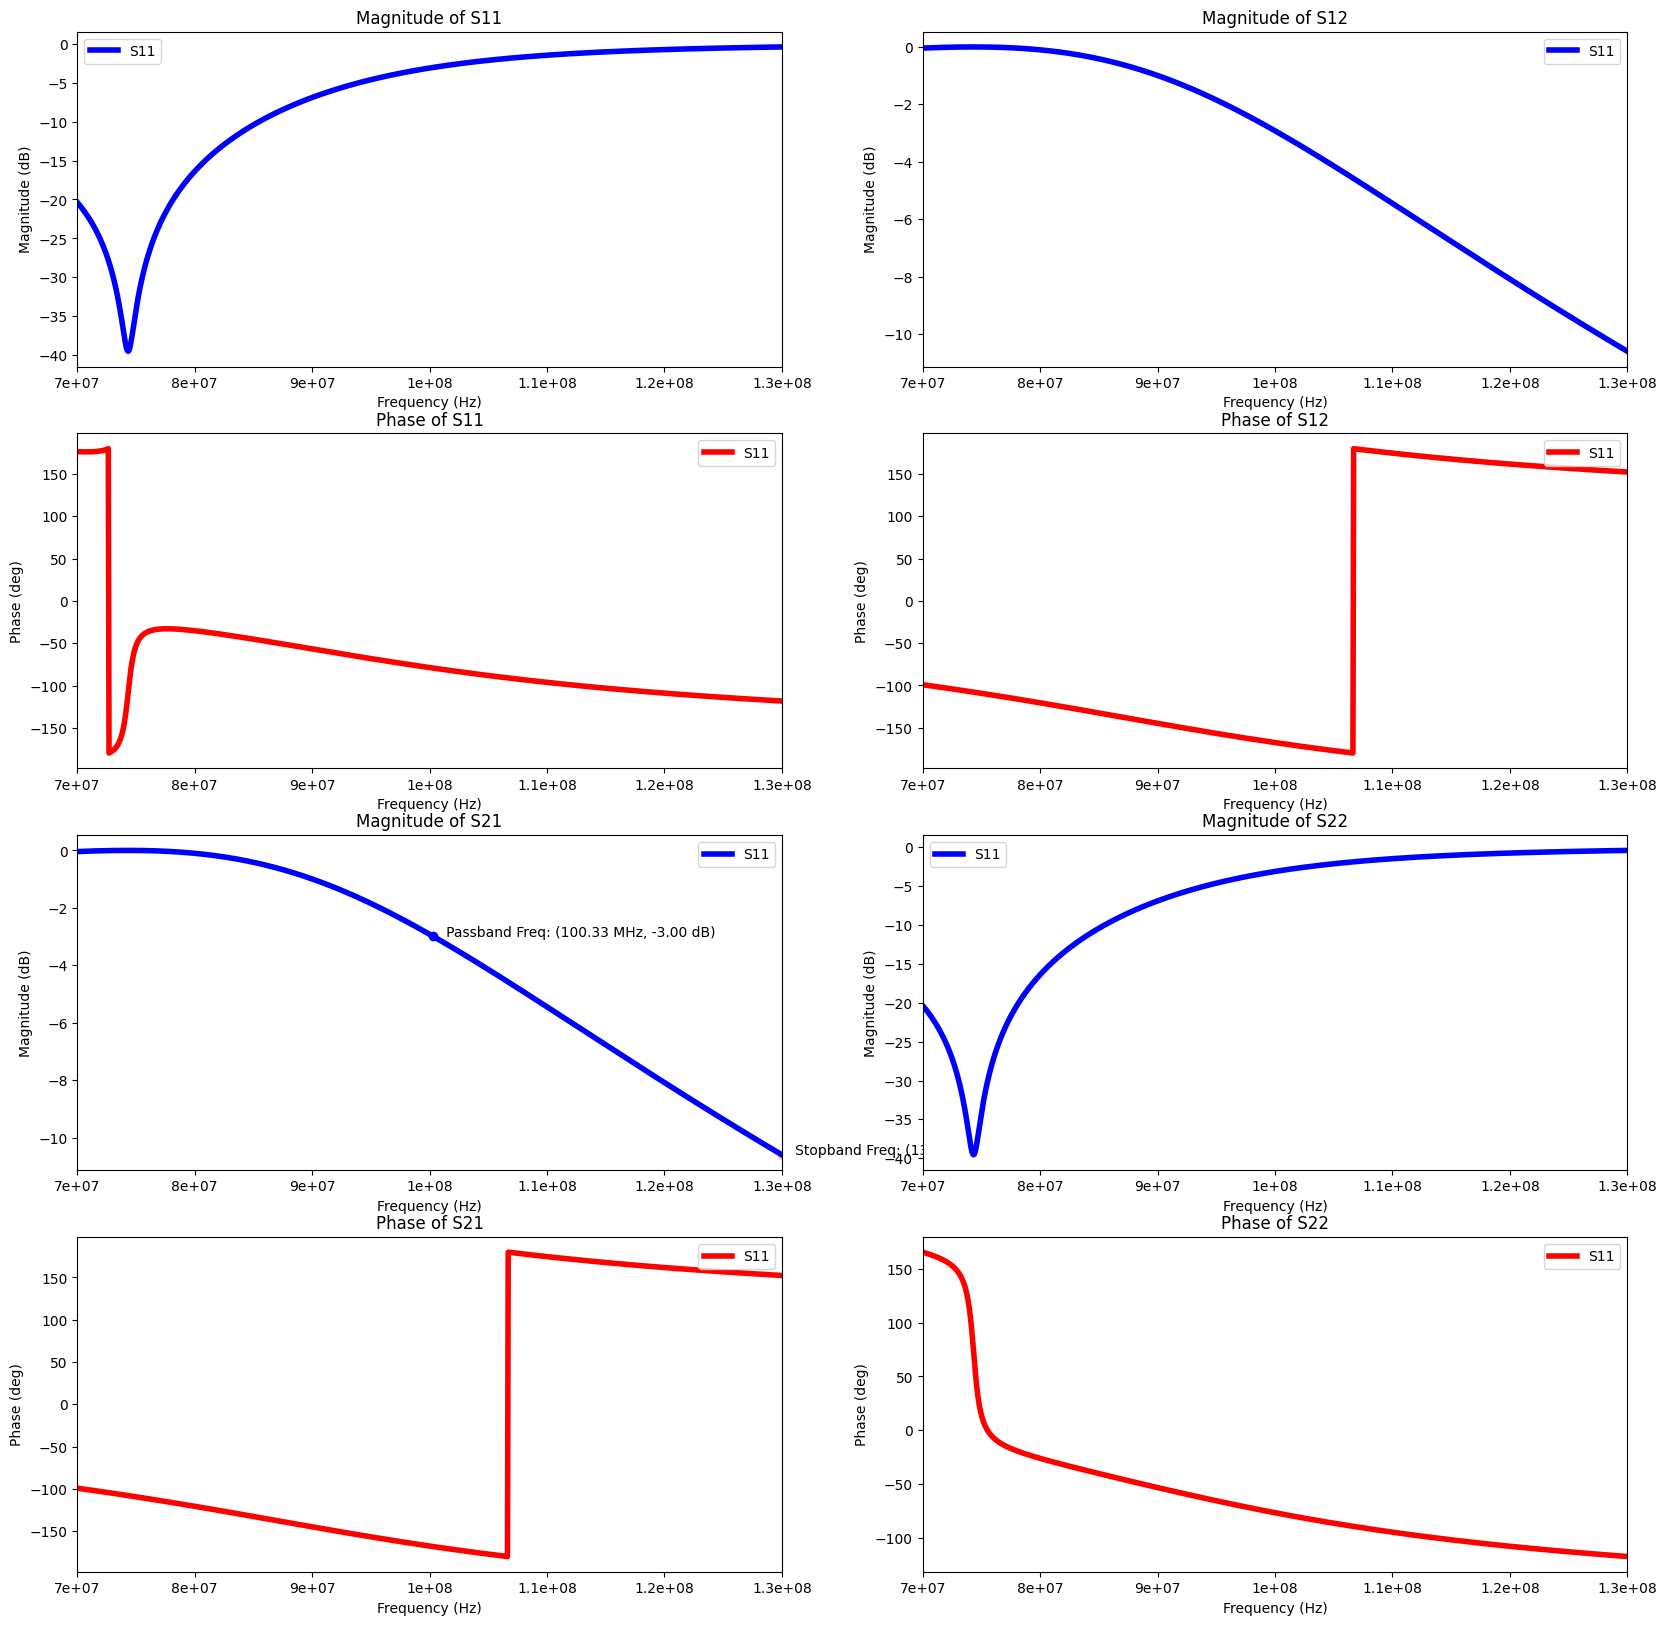 Magnitude of S11
S11
Magnitude (dB)
0
−5
−10
−15
−20
−25
−30
−35
−40
7e+07 8e+07 9e+07 1e+08 1.1e+08 1.2e+08 1.3e+08
Frequency (Hz)
Magnitude of S12
S11
Magnitude (dB)
0
−2
−4
−6
−8
−10
7e+07 8e+07 9e+07 1e+08 1.1e+08 1.2e+08 1.3e+08
Frequency (Hz)
Phase of S11
S11
Phase (deg)
150
100
50
0
−50
−100
−150
7e+07 8e+07 9e+07 1e+08 1.1e+08 1.2e+08 1.3e+08
Frequency (Hz)
Phase of S12
S11
Phase (deg)
150
100
50
0
−50
−100
−150
7e+07 8e+07 9e+07 1e+08 1.1e+08 1.2e+08 1.3e+08
Frequency (Hz)
Magnitude of S21
S11
Magnitude (dB)
0
−2
−4
−6
−8
−10
Passband Freq: (100.33 MHz, -3.00 dB)
Stopband Freq: (13
7e+07 8e+07 9e+07 1e+08 1.1e+08 1.2e+08 1.3e+08
Frequency (Hz)
Magnitude of S22
S11
Magnitude (dB)
0
−5
−10
−15
−20
−25
−30
−35
−40
7e+07 8e+07 9e+07 1e+08 1.1e+08 1.2e+08 1.3e+08
Frequency (Hz)
Phase of S21
S11
Phase (deg)
150
100
50
0
−50
−100
−150
7e+07 8e+07 9e+07 1e+08 1.1e+08 1.2e+08 1.3e+08
Frequency (Hz)
Phase of S22
S11
Phase (deg)
150
100
50
0
−50
−100
7e+07 8e+07 9e+07 1e+08 1.1e+08 1.2e+08 1.3e+08
Frequency (Hz)